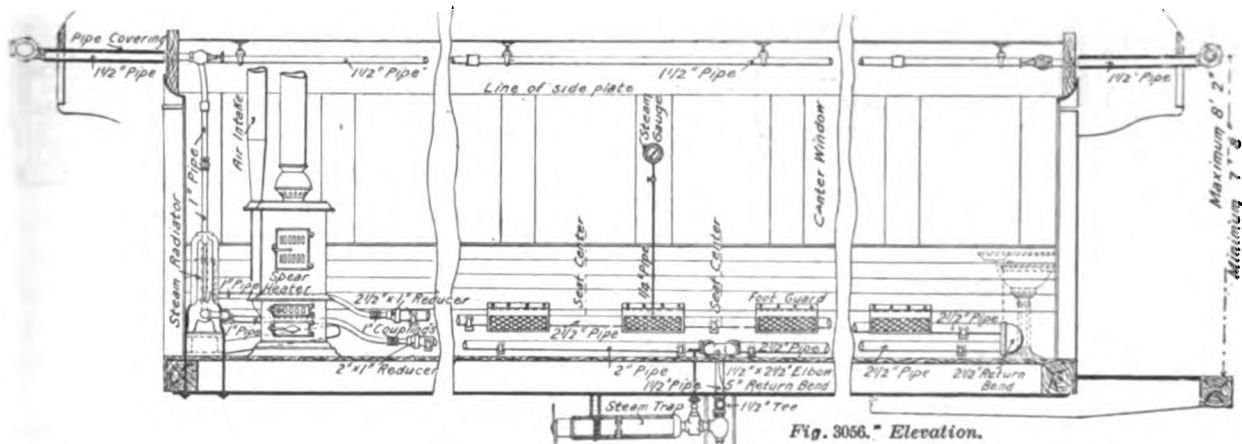 Pipe Covering
1½" Pipe
1½" Pipe
1½" Pipe
1½" Pipe
Line of side plate
Air Intake
1" Pipe
Steam Radiator
Steam Gauge
Center Window
Maximum 8' 2"
Minimum 7' 8"
Spear Heater
1" Pipe
1" Pipe
2½" x 1" Reducer
1" Couplings
2" x 1" Reducer
Seat Center
¼" Pipe
Seat Center
Foot Guard
2½" Pipe
2½" Pipe
2½" Pipe
2" Pipe
1½" x 2½" Elbow
2½" Pipe
2½" Return Bend
1½" Pipe
5" Return Bend
Steam Trap
1½" Tee
Fig. 3056." Elevation.